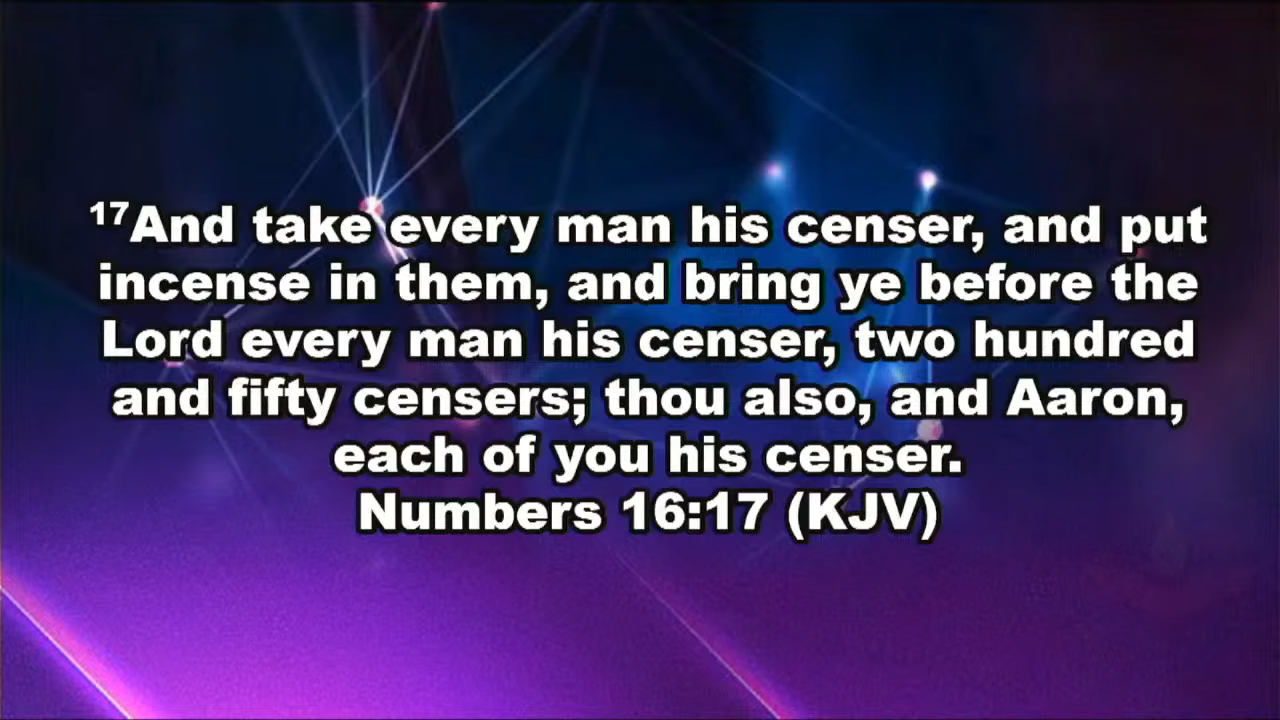 17And take every man his censer, and put
incense in them, and bring ye before the
Lord every man his censer, two hundred
and fifty censers; thou also, and Aaron,
each of you his censer.
Numbers 16:17 (KJV)